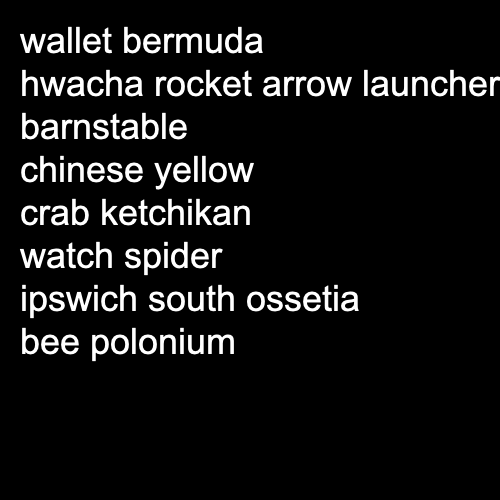 wallet bermuda
hwacha rocket arrow launcher
barnstable
chinese yellow
crab ketchikan
watch spider
ipswich south ossetia
bee polonium